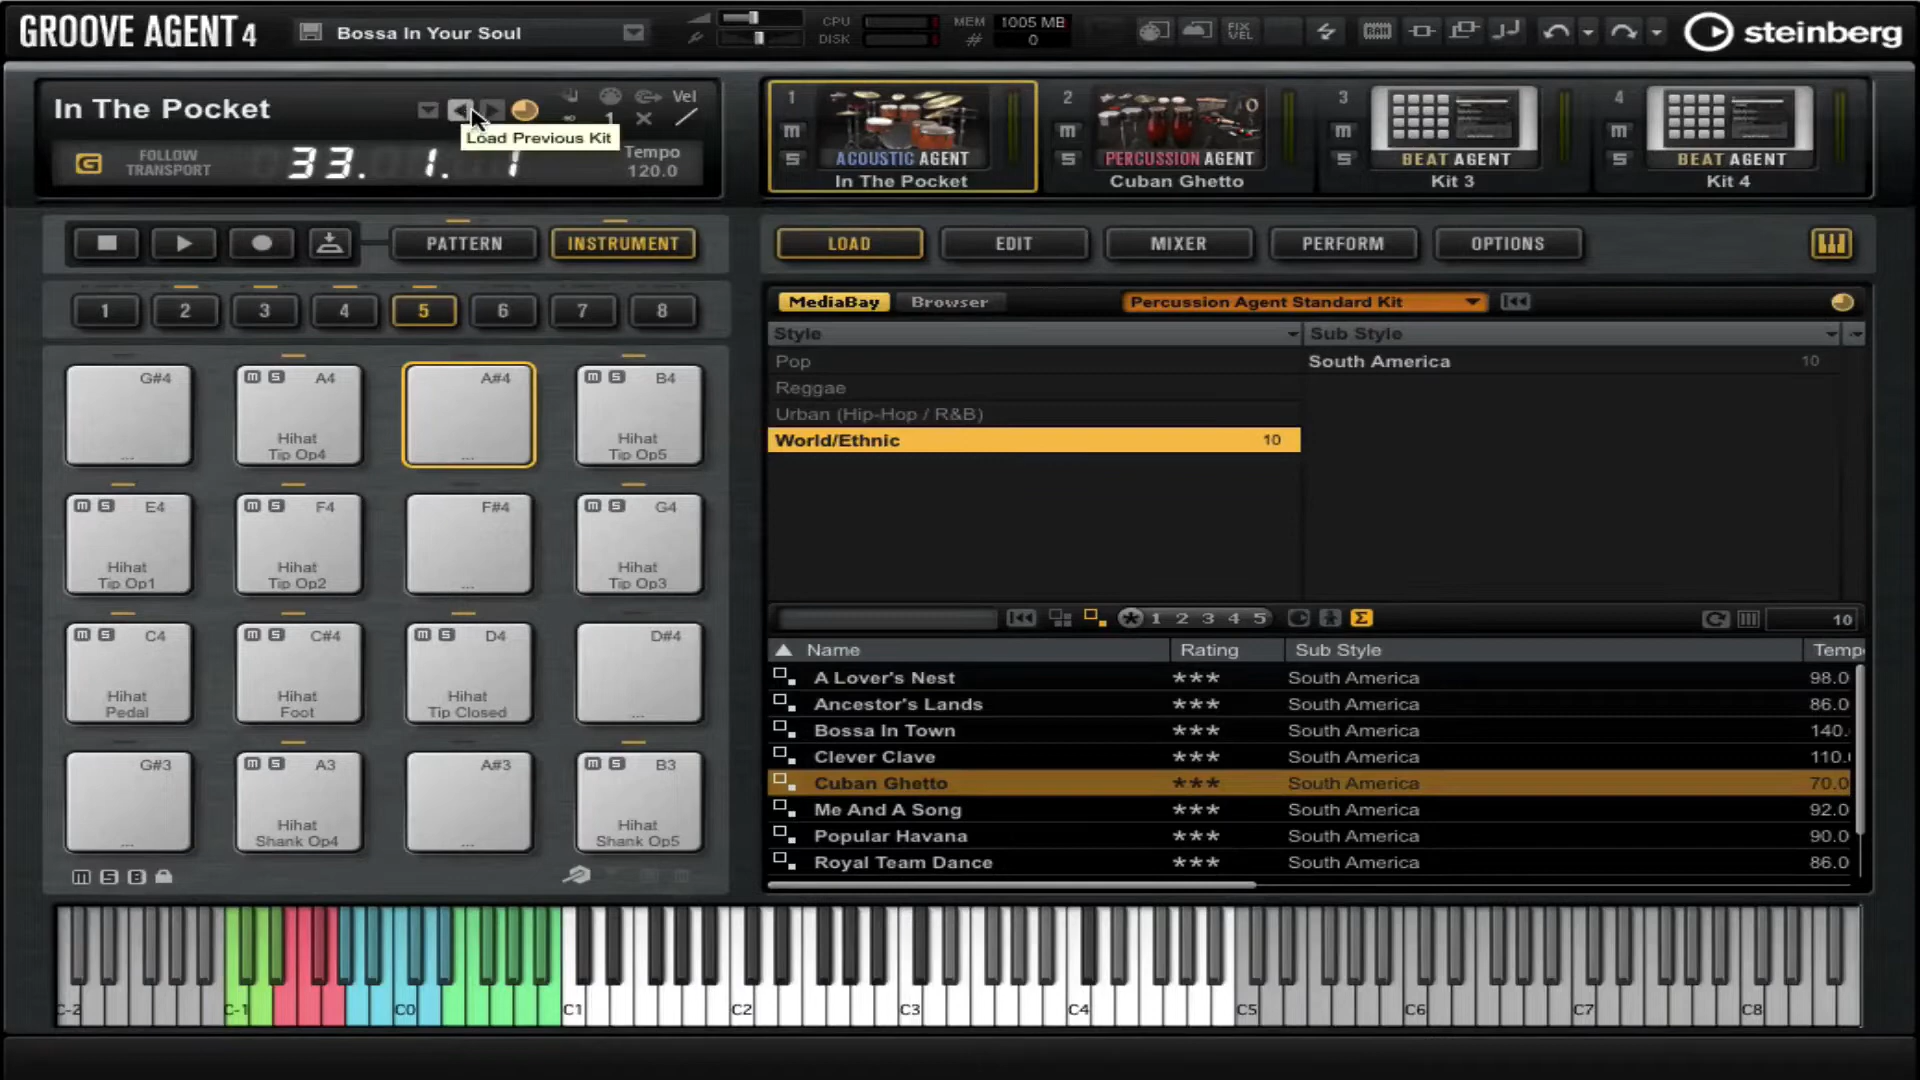 GROOVE AGENT 4
Bossa In Your Soul
CPU
DISK
MEM 1005 MB
# 0
FIX VEL
RAM
steinberg
In The Pocket
Vel
1
Load Previous Kit
G FOLLOW TRANSPORT
33. 1. 1
Tempo
120.0
1 m S ACOUSTIC AGENT
In The Pocket
2 m S PERCUSSION AGENT
Cuban Ghetto
3 m S BEAT AGENT
Kit 3
4 m S BEAT AGENT
Kit 4
PATTERN INSTRUMENT
LOAD EDIT MIXER PERFORM OPTIONS
1 2 3 4 5 6 7 8
MediaBay Browser Percussion Agent Standard Kit
Style Sub Style
Pop South America 10
Reggae
Urban (Hip-Hop / R&B)
World/Ethnic 10
G#4
...
m S A4
Hihat
Tip Op4
A#4
...
m S B4
Hihat
Tip Op5
m S E4
Hihat
Tip Op1
m S F4
Hihat
Tip Op2
F#4
...
m S G4
Hihat
Tip Op3
m S C4
Hihat
Pedal
m S C#4
Hihat
Foot
m S D4
Hihat
Tip Closed
D#4
...
G#3
...
m S A3
Hihat
Shank Op4
A#3
...
m S B3
Hihat
Shank Op5
m S B
1 2 3 4 5 Σ 10
Name Rating Sub Style Temp
A Lover's Nest *** South America 98.0
Ancestor's Lands *** South America 86.0
Bossa In Town *** South America 140.
Clever Clave *** South America 110.
Cuban Ghetto *** South America 70.0
Me And A Song *** South America 92.0
Popular Havana *** South America 90.0
Royal Team Dance *** South America 86.0
C-2 C-1 C0 C1 C2 C3 C4 C5 C6 C7 C8